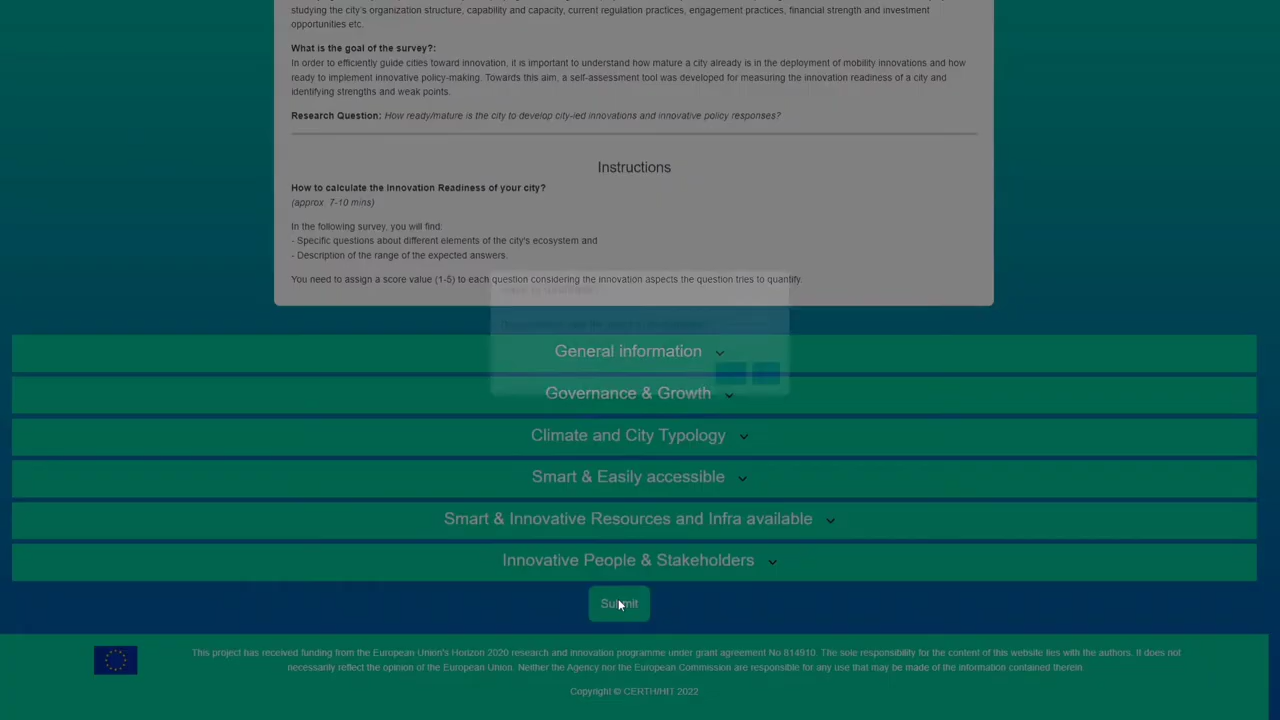 studying the city's organization structure, capability and capacity, current regulation practices, engagement practices, financial strength and investment
opportunities etc.
What is the goal of the survey?:
In order to efficiently guide cities toward innovation, it is important to understand how mature a city already is in the deployment of mobility innovations and how
ready to implement innovative policy-making. Towards this aim, a self-assessment tool was developed for measuring the innovation readiness of a city and
identifying strengths and weak points.
Research Question: How ready/mature is the city to develop city-led innovations and innovative policy responses?
Instructions
How to calculate the innovation Readiness of your city?
(approx. 7-10 mins)
In the following survey, you will find:
- Specific questions about different elements of the city's ecosystem and
- Description of the range of the expected answers.
You need to assign a score value (1-5) to each question considering the innovation aspects the question tries to quantify.
General information
Governance & Growth
Climate and City Typology
Smart & Easily accessible
Smart & Innovative Resources and Infra available
Innovative People & Stakeholders
Submit
This project has received funding from the European Union's Horizon 2020 research and innovation programme under grant agreement No 814910. The sole responsibility for the content of this website lies with the authors. It does not
necessarily reflect the opinion of the European Union. Neither the Agency nor the European Commission are responsible for any use that may be made of the information contained therein.
Copyright © CERTH/HIT 2022